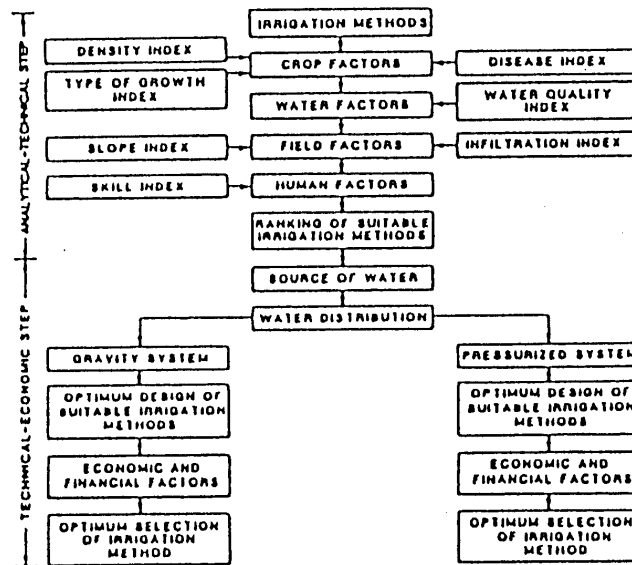 IRRIGATION METHODS
DENSITY INDEX
CROP FACTORS
DISEASE INDEX
TYPE OF GROWTH
INDEX
WATER FACTORS
WATER QUALITY
INDEX
SLOPE INDEX
FIELD FACTORS
INFILTRATION INDEX
SKILL INDEX
HUMAN FACTORS
RANKING OF SUITABLE
IRRIGATION METHODS
ANALYTICAL-TECHNICAL STEP
SOURCE OF WATER
WATER DISTRIBUTION
GRAVITY SYSTEM
OPTIMUM DESIGN OF
SUITABLE IRRIGATION
METHODS
ECONOMIC AND
FINANCIAL FACTORS
OPTIMUM SELECTION
OF IRRIGATION
METHOD
PRESSURIZED SYSTEM
OPTIMUM DESIGN OF
SUITABLE IRRIGATION
METHODS
ECONOMIC AND
FINANCIAL FACTORS
OPTIMUM SELECTION
OF IRRIGATION
METHOD
TECHNICAL-ECONOMIC STEP